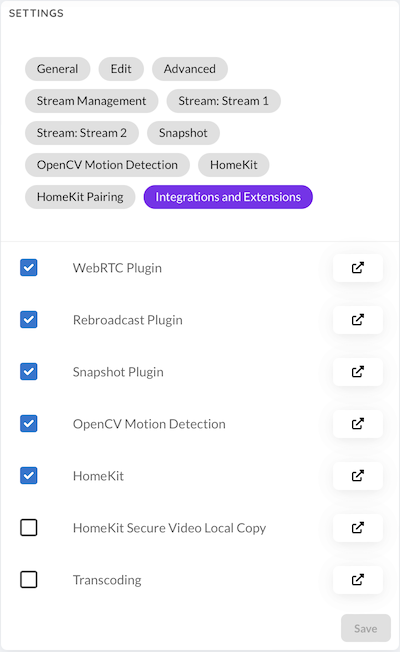 SETTINGS
General Edit Advanced
Stream Management Stream: Stream 1
Stream: Stream 2 Snapshot
OpenCV Motion Detection HomeKit
HomeKit Pairing Integrations and Extensions
WebRTC Plugin
Rebroadcast Plugin
Snapshot Plugin
OpenCV Motion Detection
HomeKit
HomeKit Secure Video Local Copy
Transcoding
Save